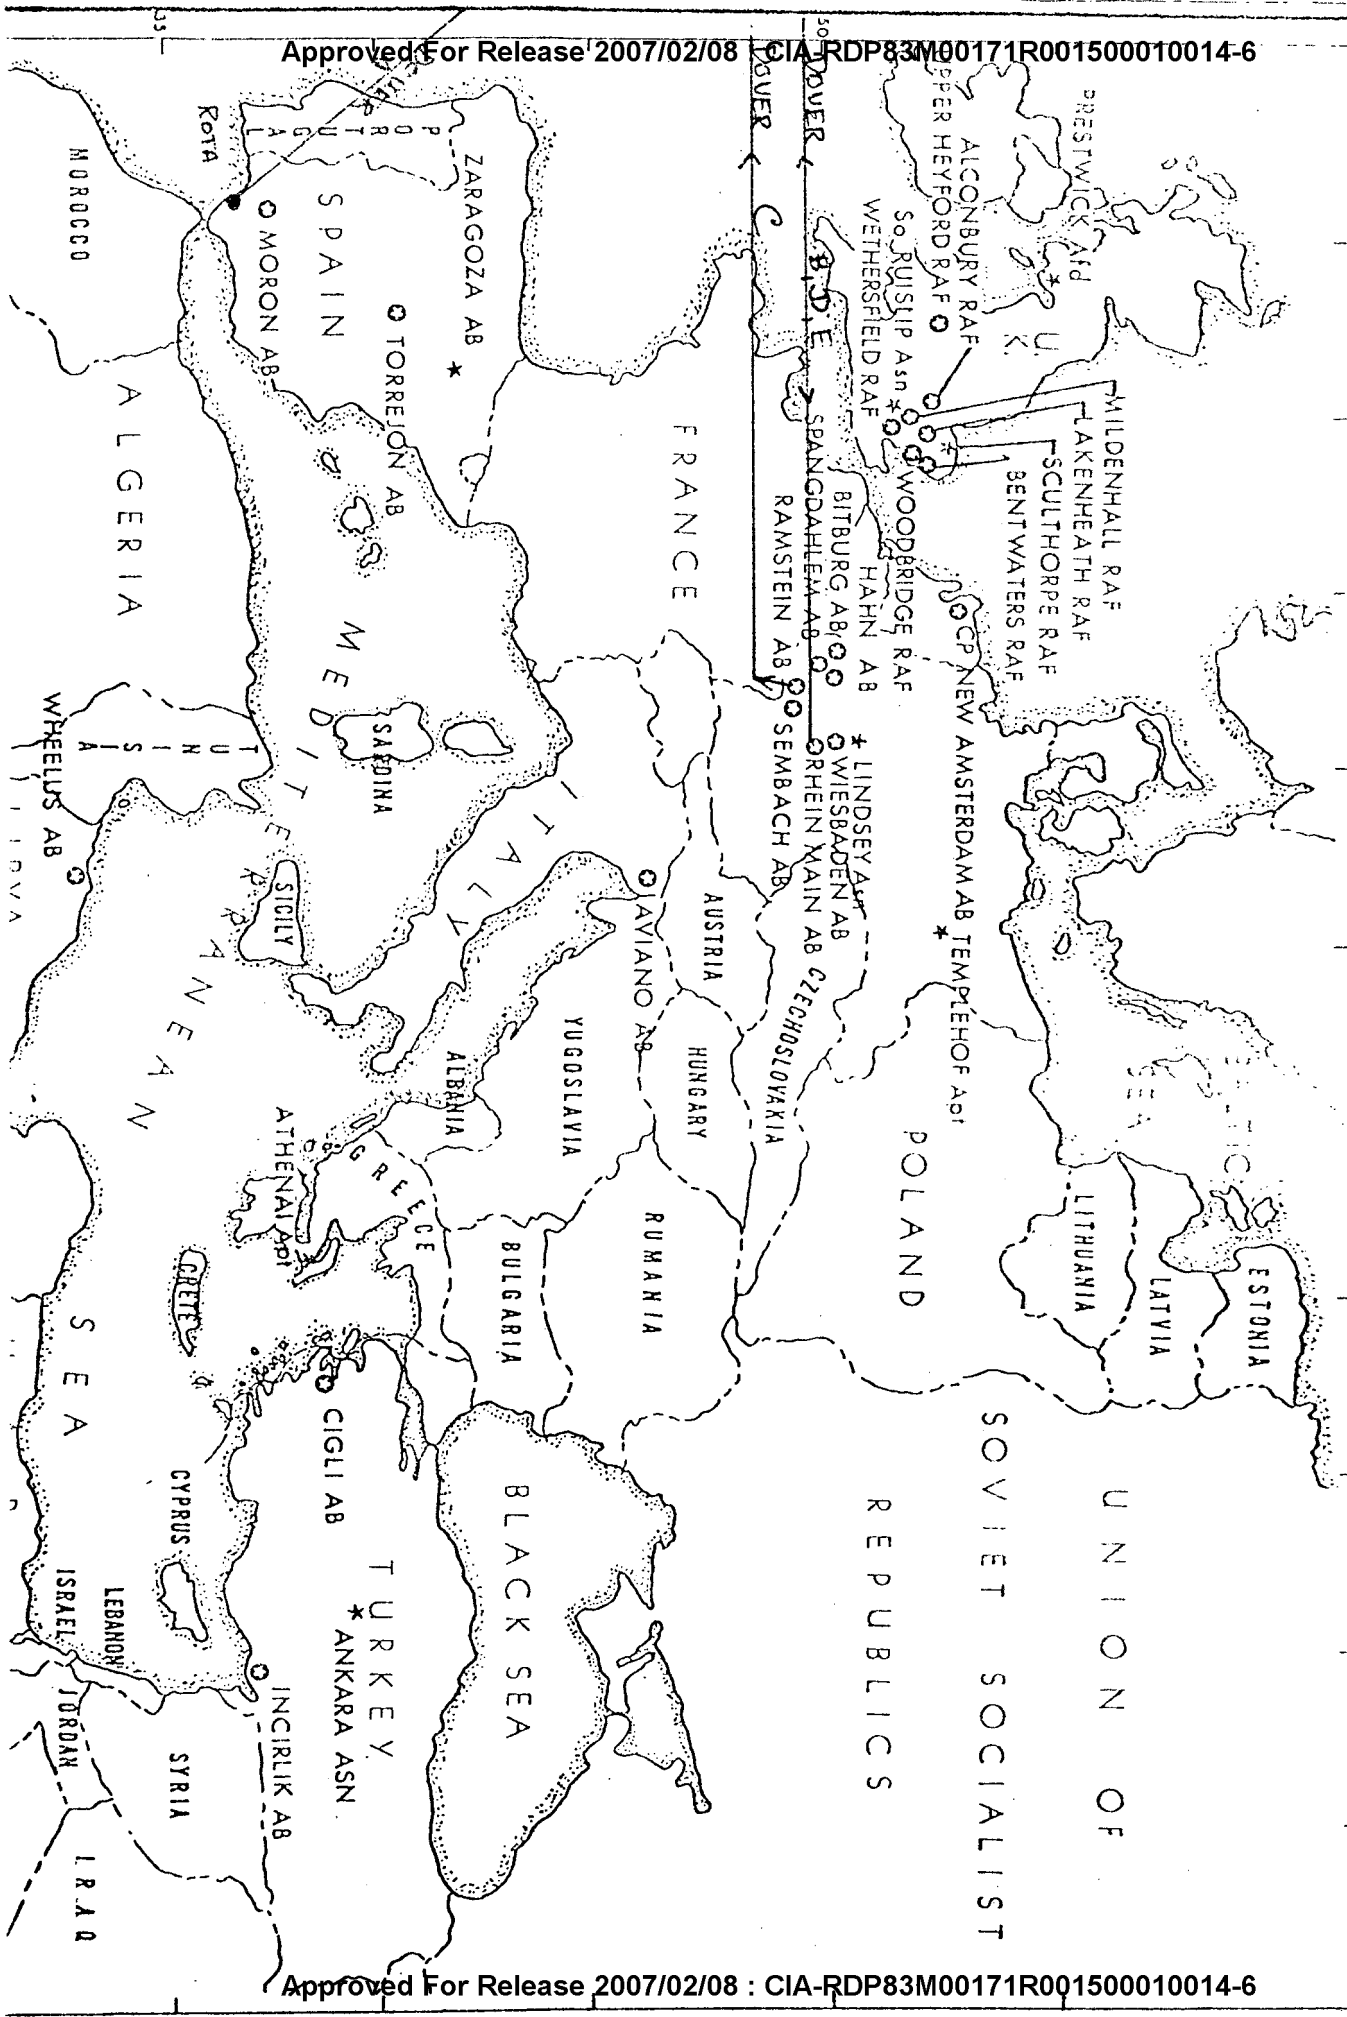 Approved For Release 2007/02/08 : CIA-RDP83M00171R001500010014-6
35
50
DOVER
DOVER
C
B, D, E
PRESTWICK Afd
U.
K.
UPPER HEYFORD RAF
ALCONBURY RAF
So. RUISLIP Asn
WETHERSFIELD RAF
MILDENHALL RAF
LAKENHEATH RAF
SCULTHORPE RAF
BENTWATERS RAF
WOODBRIDGE RAF
CP NEW AMSTERDAM AB
TEMPLEHOF Apt
HAHN AB
BITBURG AB
SPANGDAHLEM AB
RAMSTEIN AB
SEMBACH AB
LINDSEY Asn
WIESBADEN AB
RHEIN MAIN AB
FRANCE
PORTUGAL
SPAIN
ROTA
ZARAGOZA AB
MORON AB
TORREJON AB
MOROCCO
ALGERIA
TUNISIA
WHEELUS AB
MEDITERRANEAN
SEA
SARDINA
SICILY
ITALY
AVIANO AB
AUSTRIA
CZECHOSLOVAKIA
HUNGARY
YUGOSLAVIA
ALBANIA
GREECE
ATHENAI Apt
CRETE
BULGARIA
RUMANIA
POLAND
SEA
LITHUANIA
LATVIA
ESTONIA
UNION OF
SOVIET SOCIALIST
REPUBLICS
BLACK SEA
TURKEY
CIGLI AB
ANKARA ASN.
INCIRLIK AB
CYPRUS
LEBANON
ISRAEL
JORDAN
SYRIA
IRAQ
Approved For Release 2007/02/08 : CIA-RDP83M00171R001500010014-6